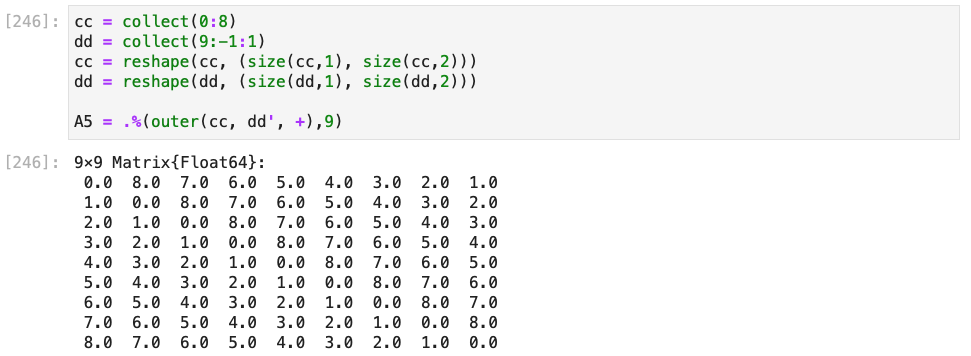 [246]: cc = collect(0:8)
dd = collect(9:-1:1)
cc = reshape(cc, (size(cc,1), size(cc,2)))
dd = reshape(dd, (size(dd,1), size(dd,2)))
A5 = .%(outer(cc, dd', +),9)
[246]: 9×9 Matrix{Float64}:
0.0 8.0 7.0 6.0 5.0 4.0 3.0 2.0 1.0
1.0 0.0 8.0 7.0 6.0 5.0 4.0 3.0 2.0
2.0 1.0 0.0 8.0 7.0 6.0 5.0 4.0 3.0
3.0 2.0 1.0 0.0 8.0 7.0 6.0 5.0 4.0
4.0 3.0 2.0 1.0 0.0 8.0 7.0 6.0 5.0
5.0 4.0 3.0 2.0 1.0 0.0 8.0 7.0 6.0
6.0 5.0 4.0 3.0 2.0 1.0 0.0 8.0 7.0
7.0 6.0 5.0 4.0 3.0 2.0 1.0 0.0 8.0
8.0 7.0 6.0 5.0 4.0 3.0 2.0 1.0 0.0